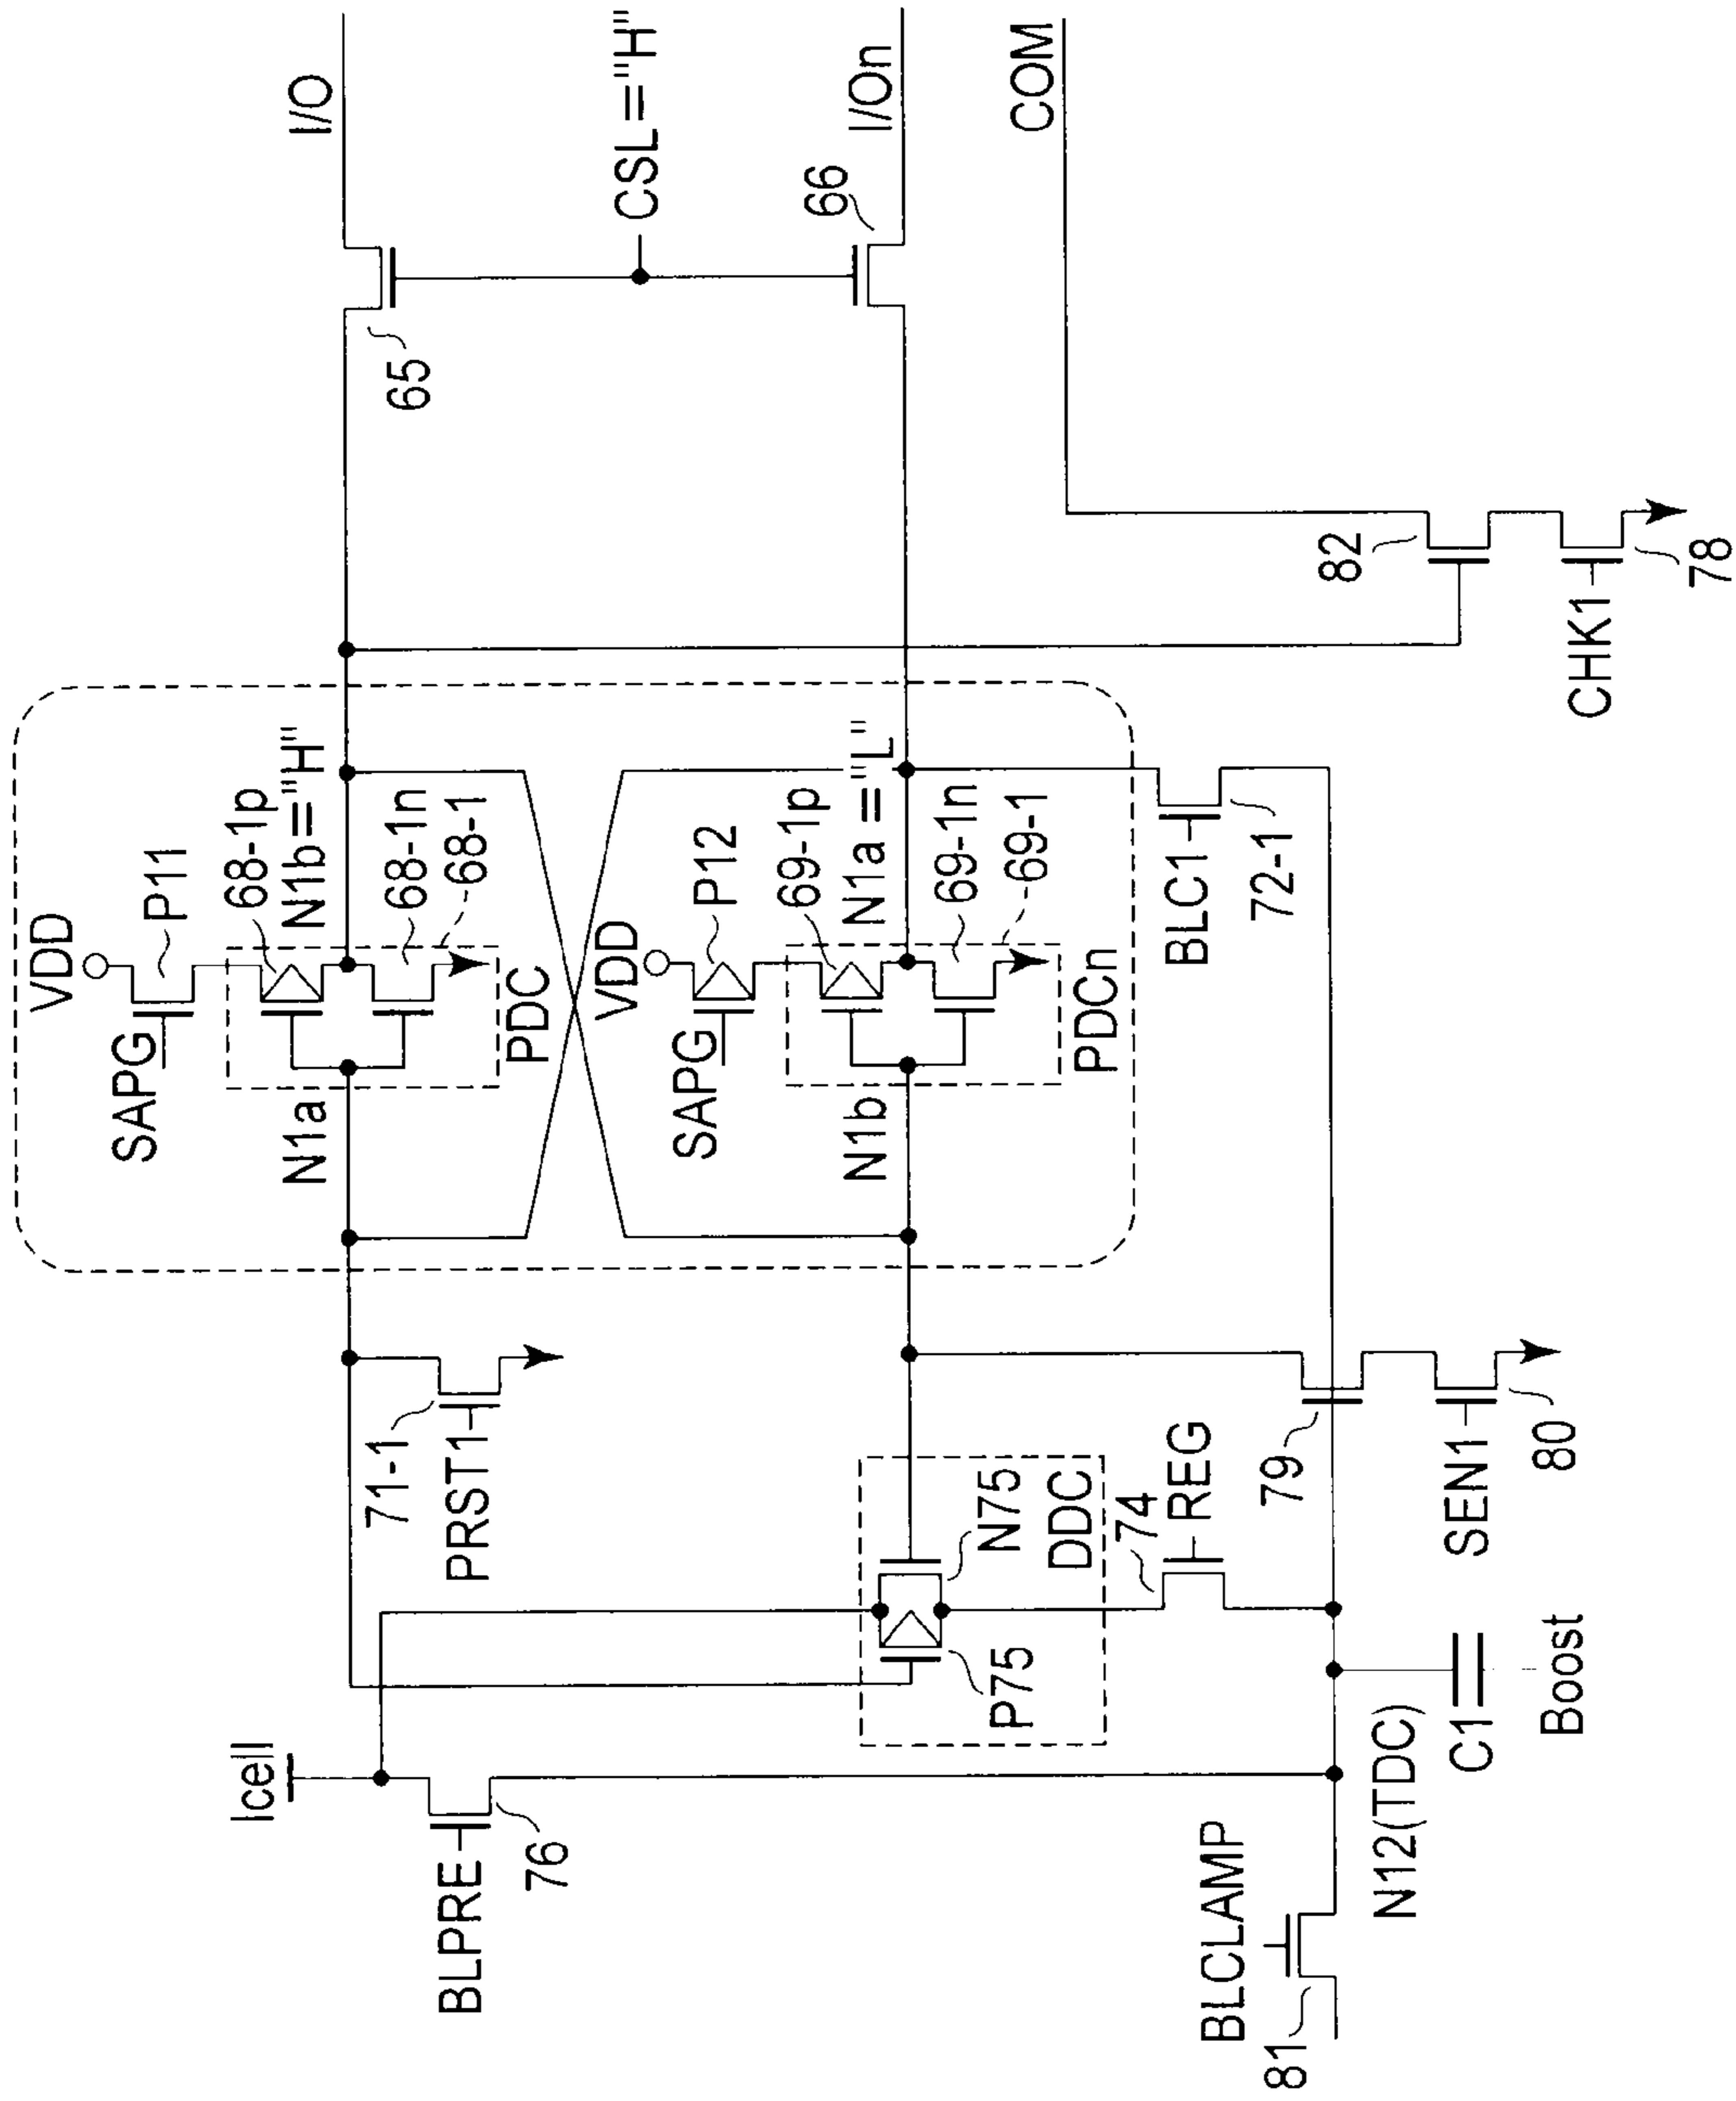 VDD
SAPG
P11
68-1p
N1b="H"
68-1n
68-1
N1a
PDC
I/O
65
CSL="H"
66
I/On
COM
VDD
SAPG
P12
69-1p
N1a="L"
69-1n
69-1
N1b
PDCn
BLC1
72-1
82
CHK1
78
Icell
BLPRE
76
71-1
PRST1
P75
N75
DDC
74
REG
79
SEN1
80
BLCLAMP
81
N12(TDC)
C1
Boost